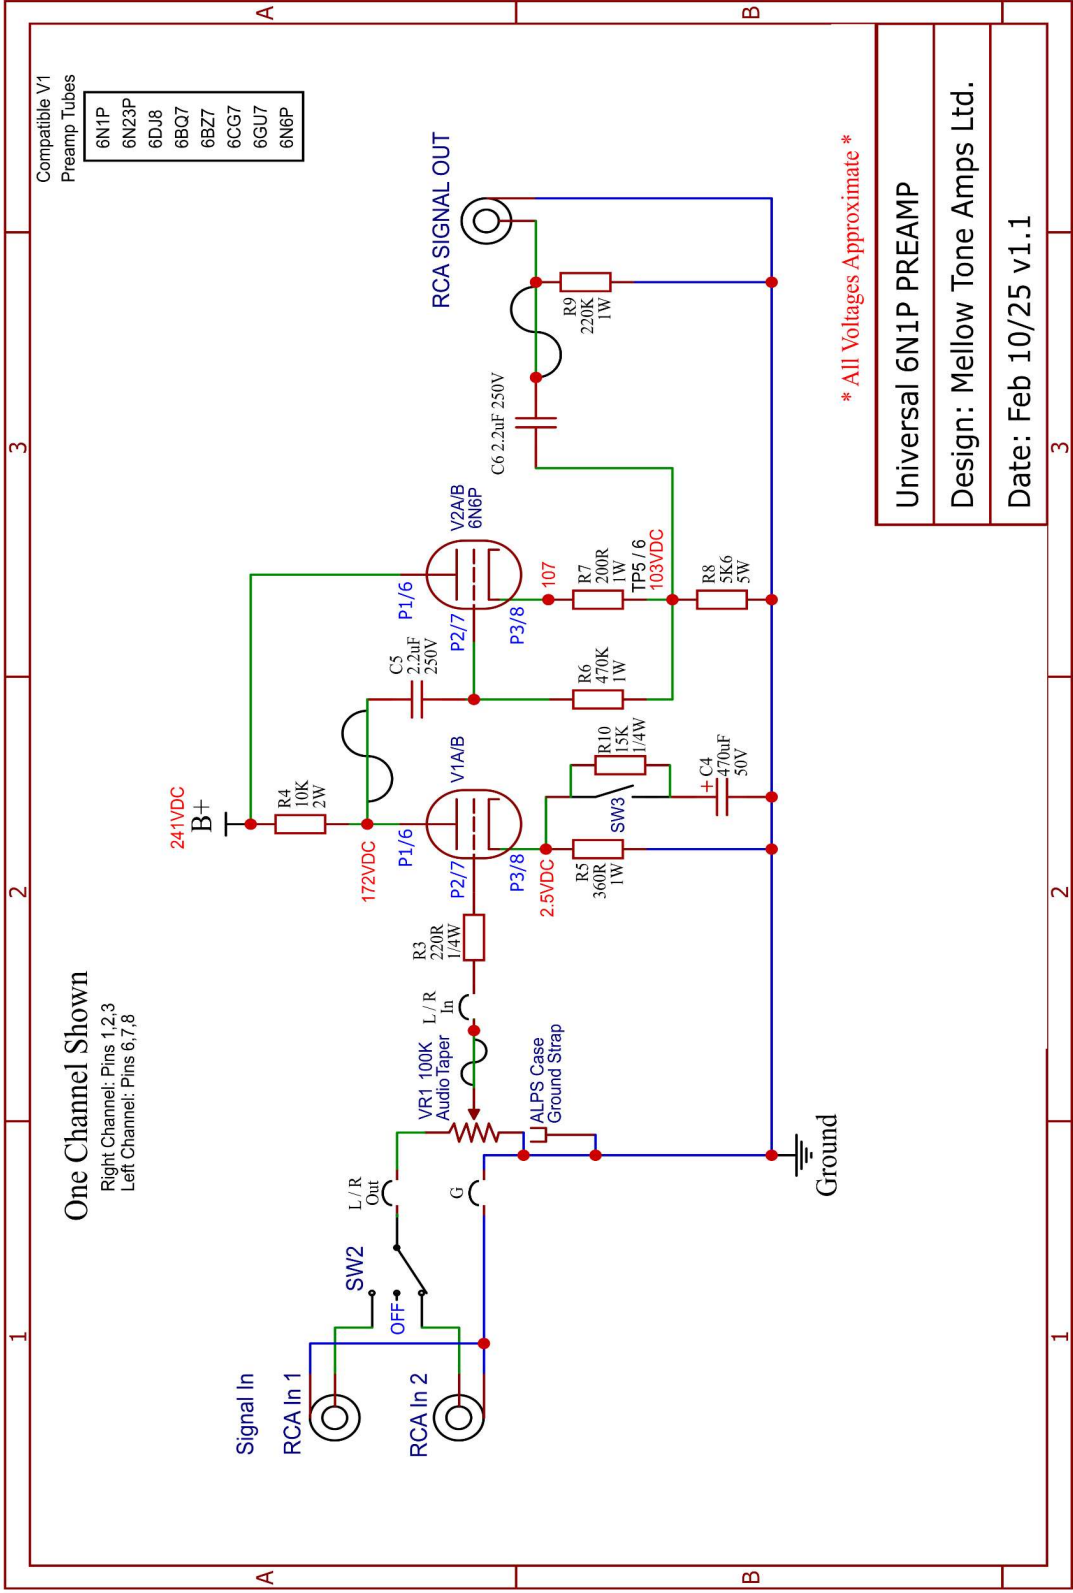 A
B
1
2
3
One Channel Shown
Right Channel: Pins 1,2,3
Left Channel: Pins 6,7,8
Compatible V1
Preamp Tubes
6N1P
6N23P
6DJ8
6BQ7
6BZ7
6CG7
6GU7
6N6P
Signal In
RCA In 1
RCA In 2
SW2
OFF
L / R
Out
G
VR1 100K
Audio Taper
ALPS Case
Ground Strap
L / R
In
R3
220R
1/4W
241VDC
B+
R4
10K
2W
172VDC
P1/6
P2/7
P3/8
V1A/B
2.5VDC
R5
360R
1W
SW3
R10
15K
1/4W
+
C4
470uF
50V
C5
2.2uF
250V
R6
470K
1W
P1/6
P2/7
P3/8
V2A/B
6N6P
107
R7
200R
1W
TP5 / 6
103VDC
R8
5K6
5W
C6 2.2uF 250V
R9
220K
1W
RCA SIGNAL OUT
Ground
* All Voltages Approximate *
Universal 6N1P PREAMP
Design: Mellow Tone Amps Ltd.
Date: Feb 10/25 v1.1
1
2
3
A
B